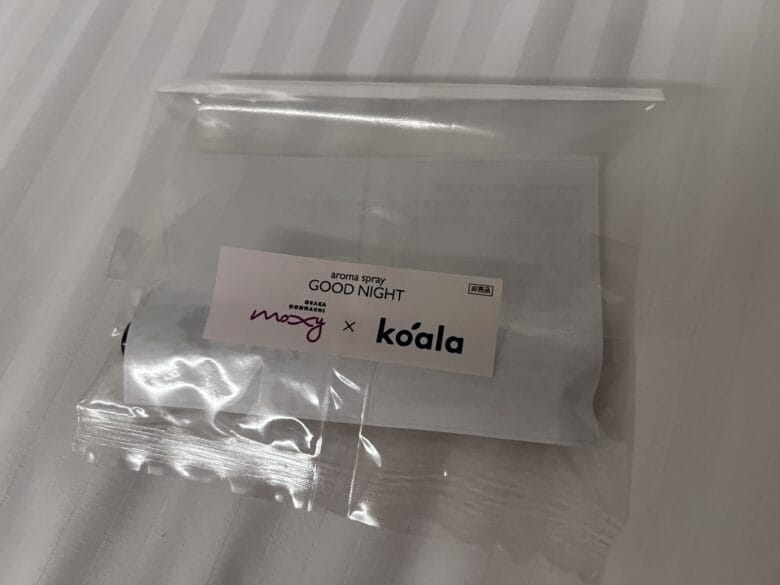 aroma spray
GOOD NIGHT
非売品
OSAKA
HONMACHI
moxy × koala